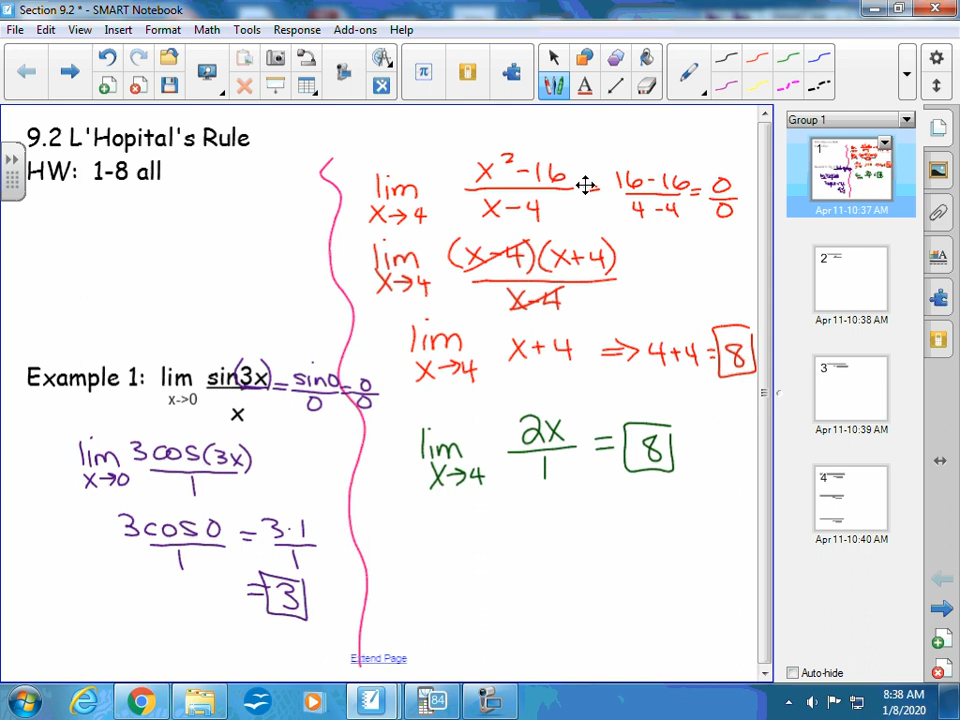 Section 9.2 * - SMART Notebook
File Edit View Insert Format Math Tools Response Add-ons Help
9.2 L'Hopital's Rule
HW: 1-8 all
lim x→4 x² - 16 / x - 4 = 16 - 16 / 4 - 4 = 0/0
lim x→4 (x-4)(x+4) / x-4
lim x→4 x+4 => 4+4 = 8
Example 1: lim x->0 sin(3x) / x = sin0 / 0 = 0/0
lim x→0 3cos(3x) / 1
3cos0 / 1 = 3·1 / 1
= 3
lim x→4 2x / 1 = 8
Extend Page
Group 1
1
Apr 11-10:37 AM
2
Apr 11-10:38 AM
3
Apr 11-10:39 AM
4
Apr 11-10:40 AM
Auto-hide
84
8:38 AM
1/8/2020